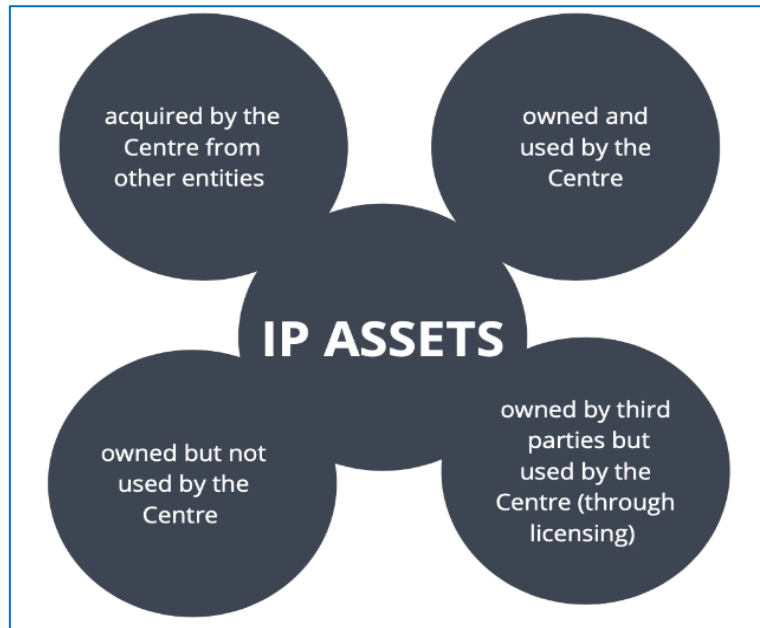 acquired by the
Centre from
other entities
owned and
used by the
Centre
IP ASSETS
owned but not
used by the
Centre
owned by third
parties but
used by the
Centre (through
licensing)